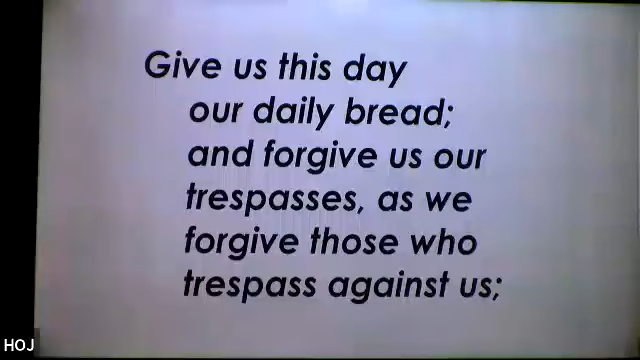 Give us this day
our daily bread;
and forgive us our
trespasses, as we
forgive those who
trespass against us;
HOJ